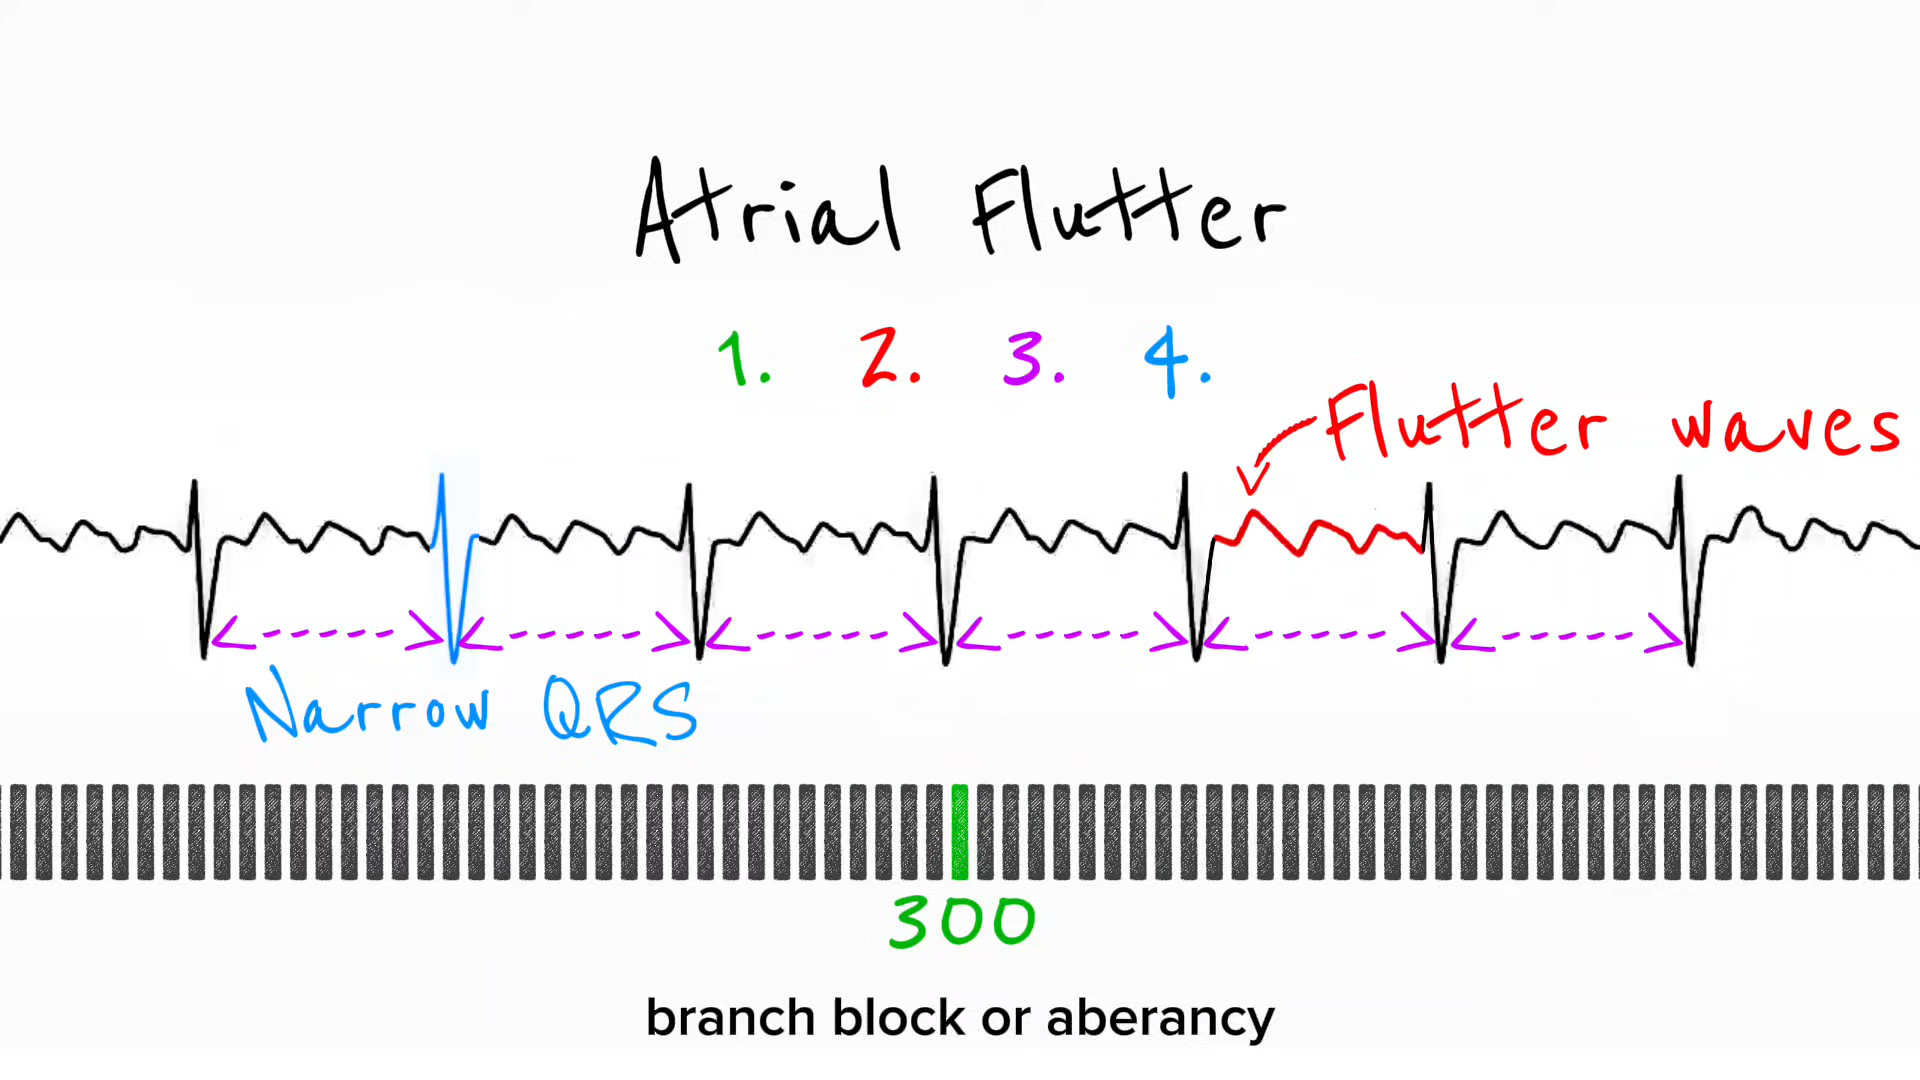 Atrial Flutter
1. 2. 3. 4.
Flutter waves
Narrow QRS
300
branch block or aberancy